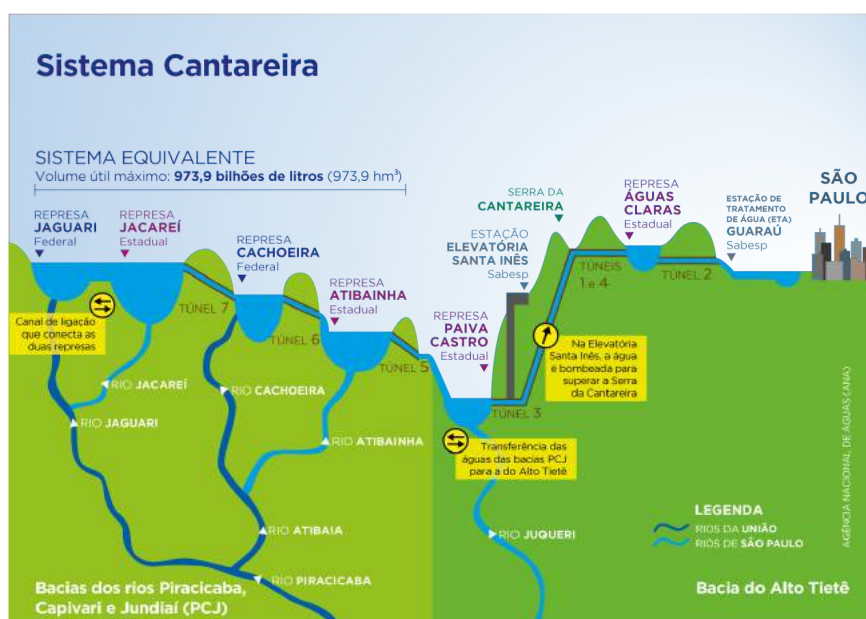 Sistema Cantareira
SISTEMA EQUIVALENTE
Volume útil máximo: 973,9 bilhões de litros (973,9 hm³)
REPRESA
JAGUARI
Federal
REPRESA
JACAREÍ
Estadual
REPRESA
CACHOEIRA
Federal
REPRESA
ATIBAINHA
Estadual
REPRESA
PAIVA
CASTRO
Estadual
ESTAÇÃO
ELEVATÓRIA
SANTA INÊS
Sabesp
SERRA DA
CANTAREIRA
REPRESA
ÁGUAS
CLARAS
Estadual
ESTAÇÃO DE
TRATAMENTO
DE ÁGUA (ETA)
GUARAÚ
Sabesp
SÃO
PAULO
TÚNEL 7
TÚNEL 6
TÚNEL 5
TÚNEL 3
TÚNEIS
1 e 4
TÚNEL 2
Canal de ligação
que conecta as
duas represas
Na Elevatória
Santa Inês, a água
é bombeada para
superar a Serra
da Cantareira
Transferência das
águas das bacias PCJ
para a do Alto Tietê
RIO JACAREÍ
RIO JAGUARI
RIO CACHOEIRA
RIO ATIBAINHA
RIO ATIBAIA
RIO PIRACICABA
RIO JUQUERI
LEGENDA
RIOS DA UNIÃO
RIOS DE SÃO PAULO
AGÊNCIA NACIONAL DE ÁGUAS (ANA)
Bacias dos rios Piracicaba,
Capivari e Jundiaí (PCJ)
Bacia do Alto Tietê